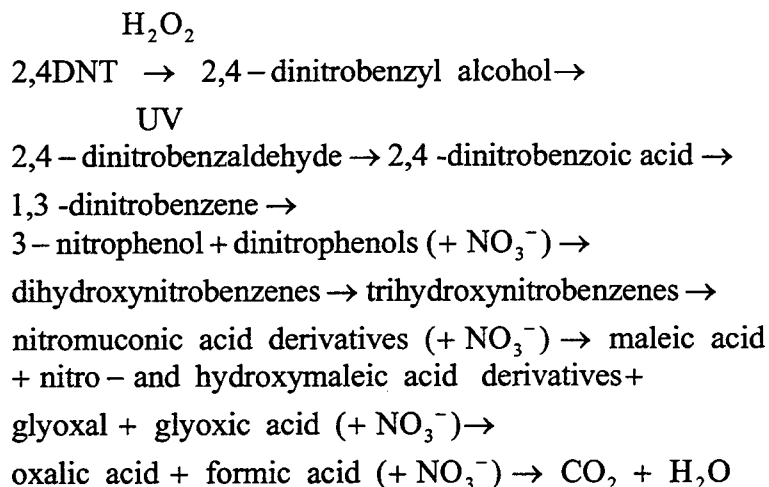 H₂O₂
2,4DNT → 2,4–dinitrobenzyl alcohol→
UV
2,4–dinitrobenzaldehyde → 2,4 -dinitrobenzoic acid →
1,3 -dinitrobenzene →
3–nitrophenol + dinitrophenols (+ NO₃⁻) →
dihydroxynitrobenzenes → trihydroxynitrobenzenes →
nitromuconic acid derivatives (+ NO₃⁻) → maleic acid
+ nitro – and hydroxymaleic acid derivatives +
glyoxal + glyoxic acid (+ NO₃⁻)→
oxalic acid + formic acid (+ NO₃⁻) → CO₂ + H₂O